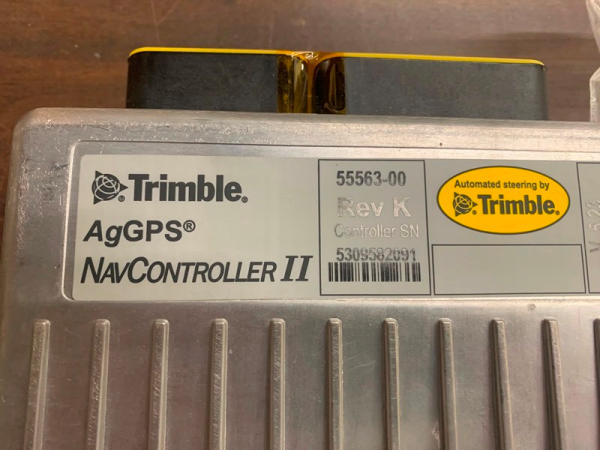 Trimble.
AgGPS®
NAVCONTROLLER II
55563-00
Rev K
Controller SN
5309582091
Automated steering by
Trimble.